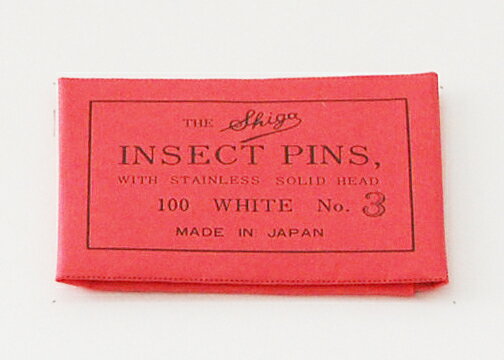 THE Shiga
INSECT PINS,
WITH STAINLESS SOLID HEAD
100 WHITE No. 3
MADE IN JAPAN